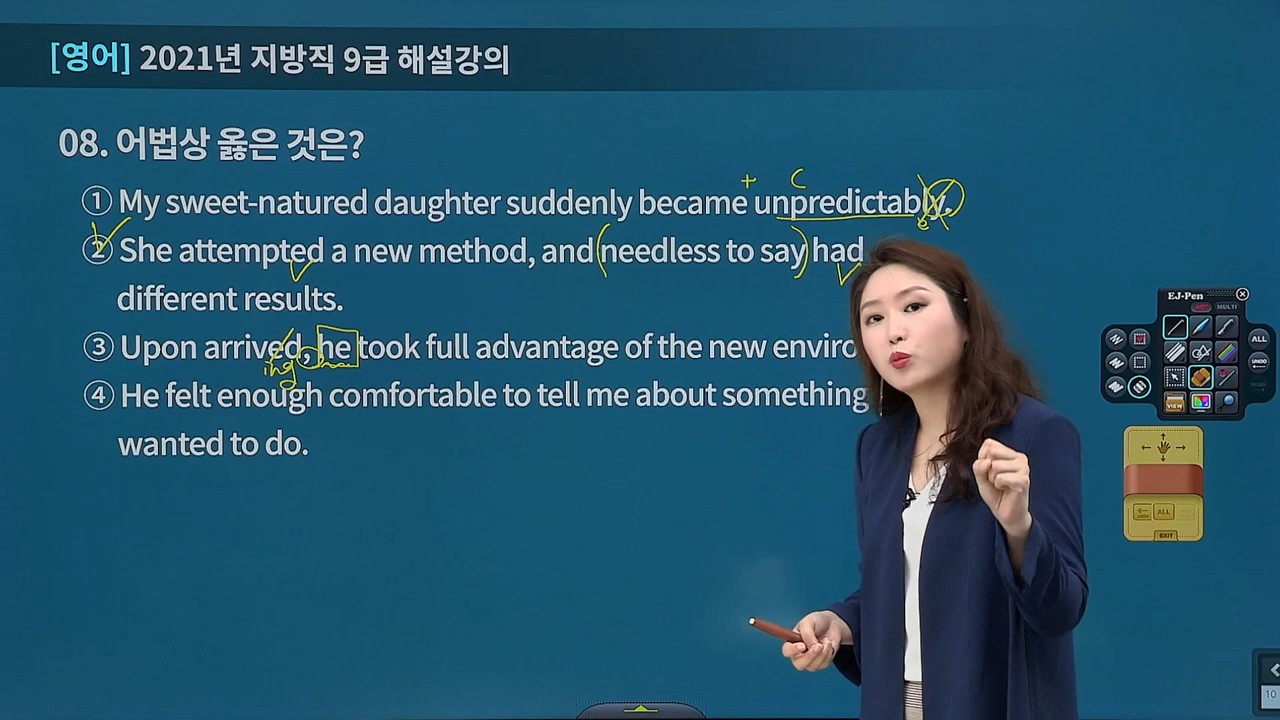 [영어] 2021년 지방직 9급 해설강의
08. 어법상 옳은 것은?
① My sweet-natured daughter suddenly became unpredictably.
② She attempted a new method, and needless to say had
different results.
③ Upon arrived, he took full advantage of the new enviro
④ He felt enough comfortable to tell me about something
wanted to do.
+ C
e
ing
EJ-Pen
MULTI
ALL
UNDO
VIEW
ALL
EXIT
10